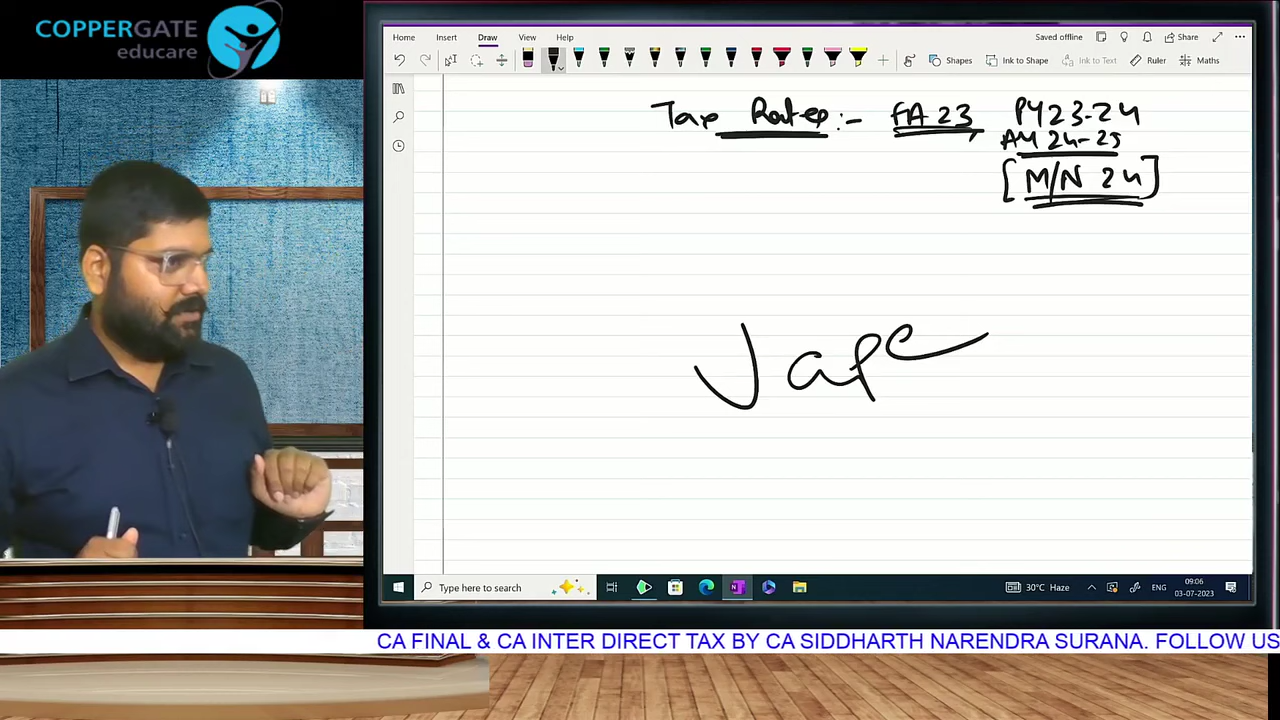 COPPERGATE
educare
Home Insert Draw View Help
Saved offline
Share
Shapes
Ink to Shape
Ink to Text
Ruler
Maths
Tax Rates :- FA 23 PY 23-24
AY 24-25
[M/N 24]
Type here to search
30°C Haze
ENG
09:06
03-07-2023
CA FINAL & CA INTER DIRECT TAX BY CA SIDDHARTH NARENDRA SURANA. FOLLOW US